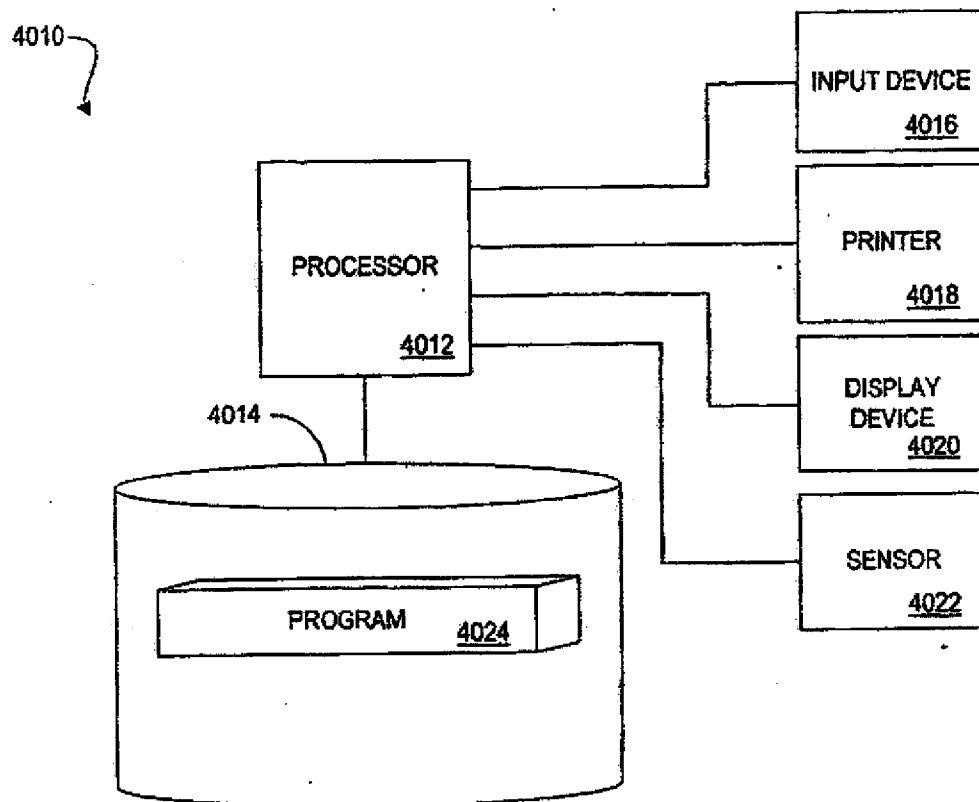 4010
INPUT DEVICE
4016
PROCESSOR
4012
PRINTER
4018
DISPLAY
DEVICE
4020
4014
SENSOR
4022
PROGRAM
4024